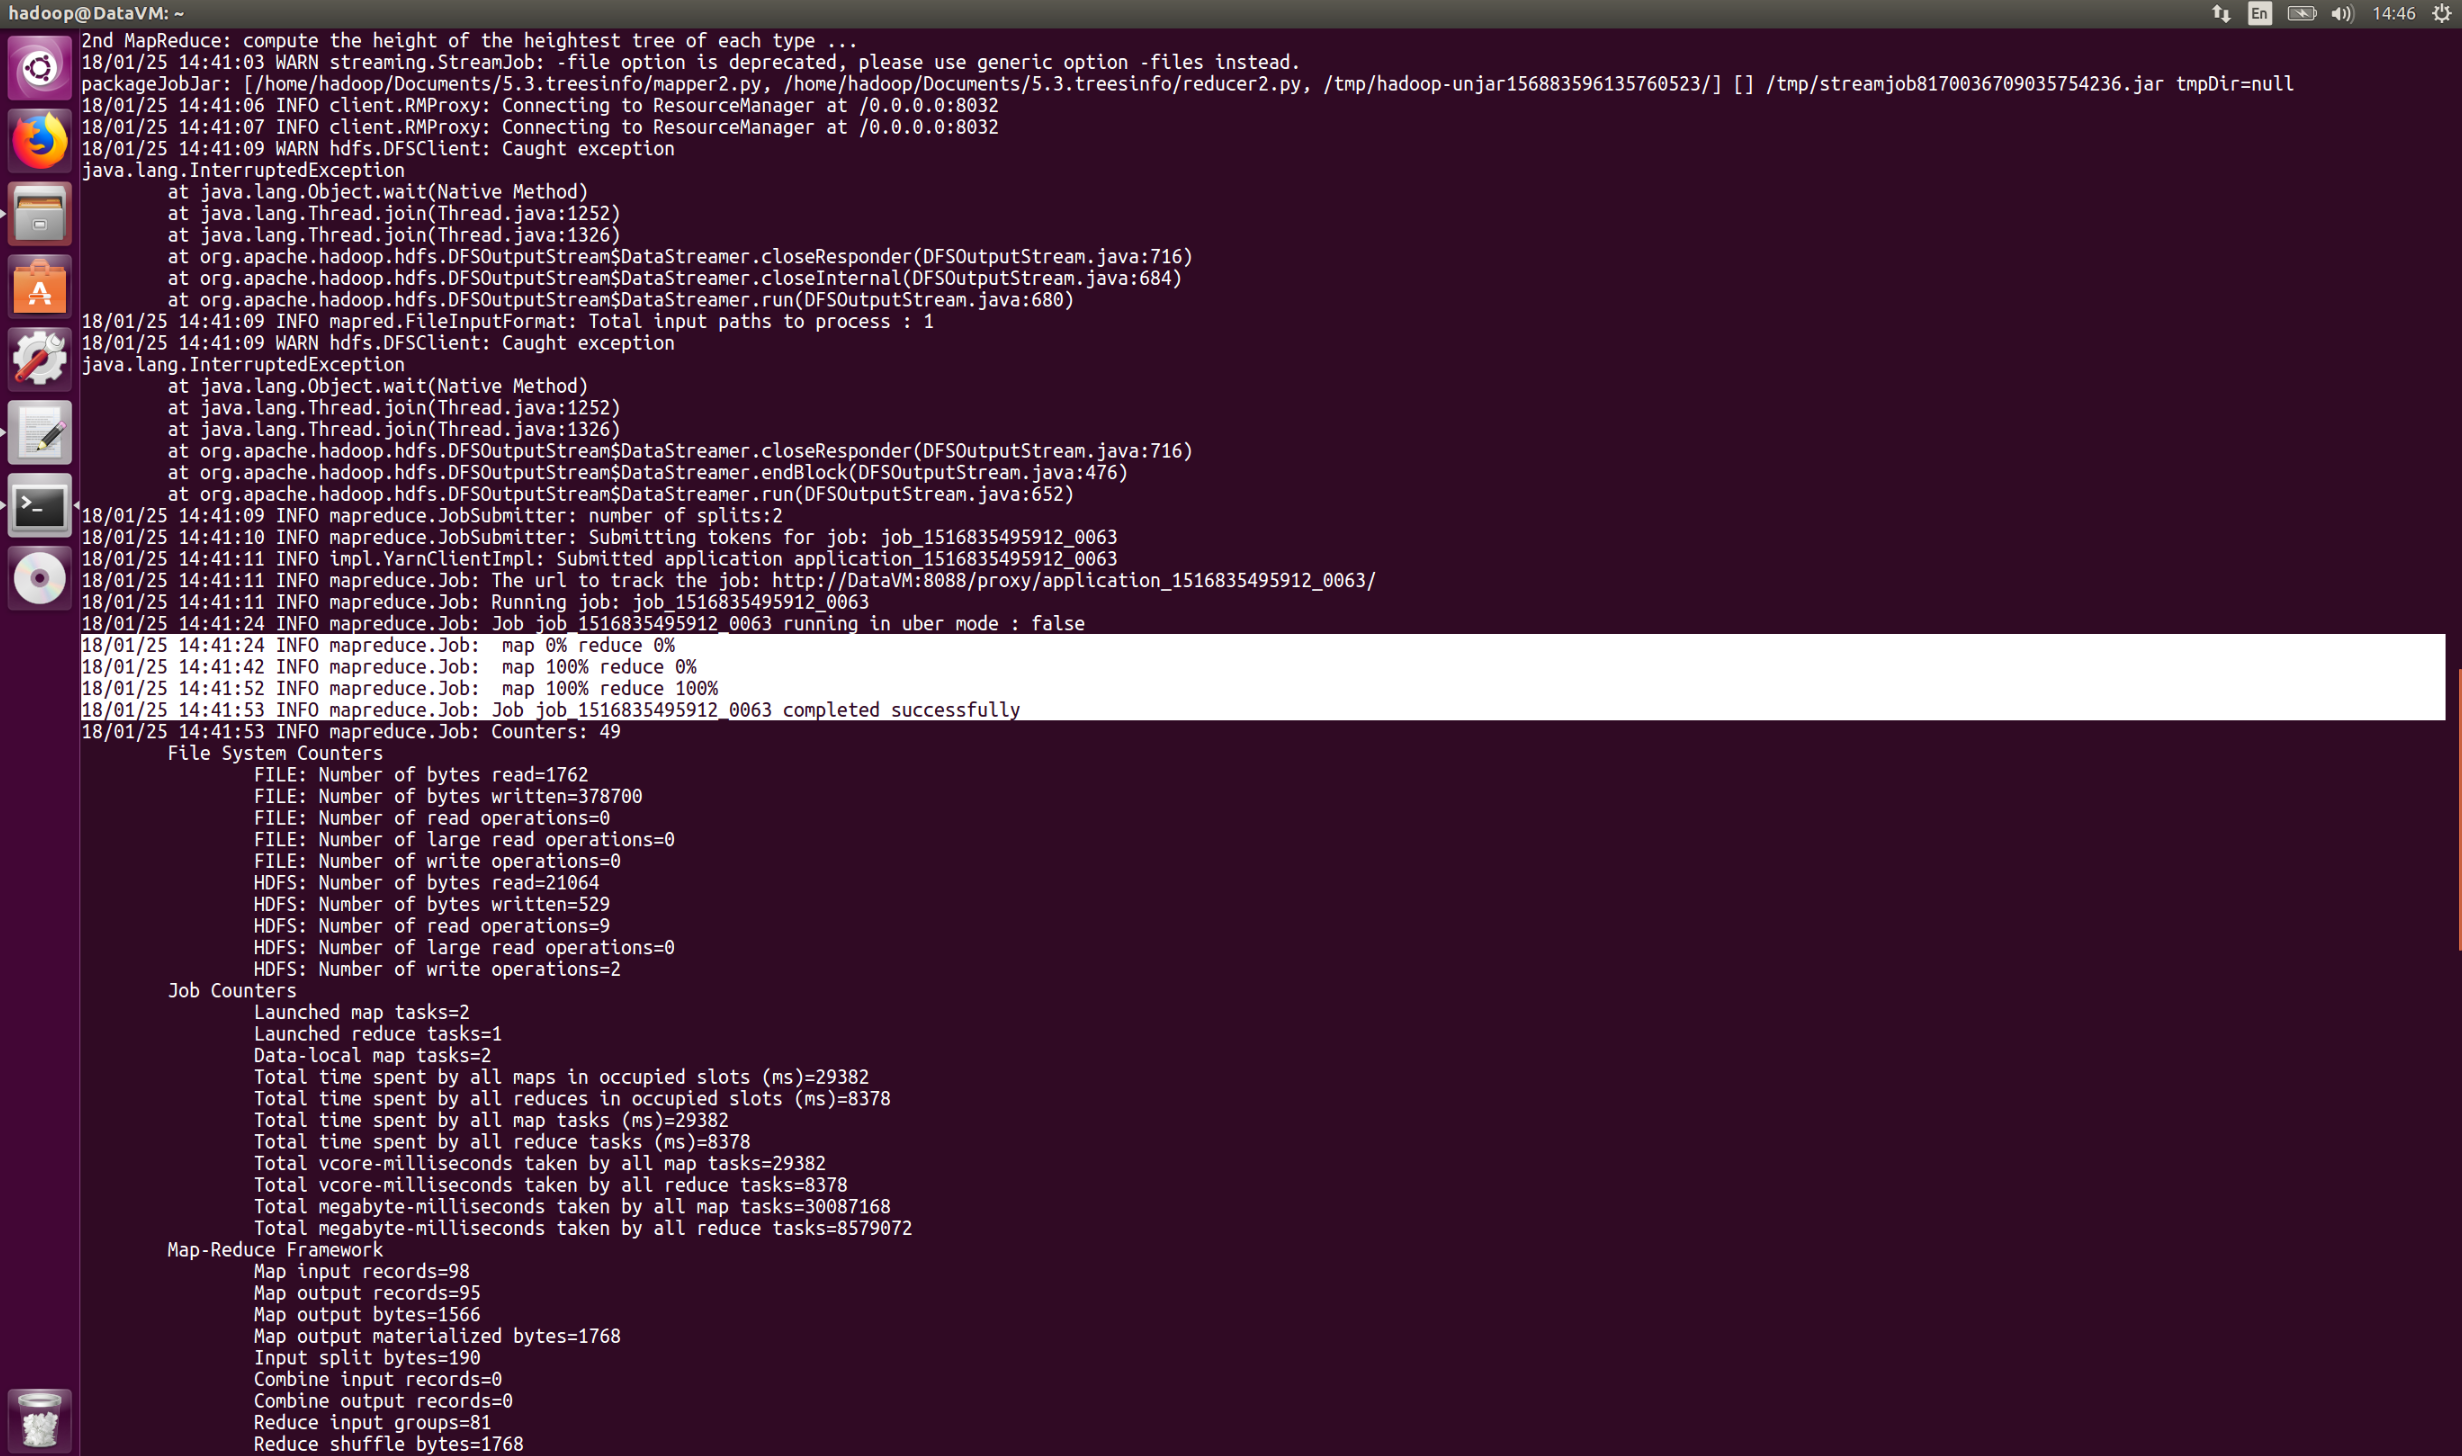 hadoop@DataVM: ~
En
14:46
2nd MapReduce: compute the height of the heightest tree of each type ...
18/01/25 14:41:03 WARN streaming.StreamJob: -file option is deprecated, please use generic option -files instead.
packageJobJar: [/home/hadoop/Documents/5.3.treesinfo/mapper2.py, /home/hadoop/Documents/5.3.treesinfo/reducer2.py, /tmp/hadoop-unjar156883596135760523/] [] /tmp/streamjob8170036709035754236.jar tmpDir=null
18/01/25 14:41:06 INFO client.RMProxy: Connecting to ResourceManager at /0.0.0.0:8032
18/01/25 14:41:07 INFO client.RMProxy: Connecting to ResourceManager at /0.0.0.0:8032
18/01/25 14:41:09 WARN hdfs.DFSClient: Caught exception
java.lang.InterruptedException
at java.lang.Object.wait(Native Method)
at java.lang.Thread.join(Thread.java:1252)
at java.lang.Thread.join(Thread.java:1326)
at org.apache.hadoop.hdfs.DFSOutputStream$DataStreamer.closeResponder(DFSOutputStream.java:716)
at org.apache.hadoop.hdfs.DFSOutputStream$DataStreamer.closeInternal(DFSOutputStream.java:684)
at org.apache.hadoop.hdfs.DFSOutputStream$DataStreamer.run(DFSOutputStream.java:680)
18/01/25 14:41:09 INFO mapred.FileInputFormat: Total input paths to process : 1
18/01/25 14:41:09 WARN hdfs.DFSClient: Caught exception
java.lang.InterruptedException
at java.lang.Object.wait(Native Method)
at java.lang.Thread.join(Thread.java:1252)
at java.lang.Thread.join(Thread.java:1326)
at org.apache.hadoop.hdfs.DFSOutputStream$DataStreamer.closeResponder(DFSOutputStream.java:716)
at org.apache.hadoop.hdfs.DFSOutputStream$DataStreamer.endBlock(DFSOutputStream.java:476)
at org.apache.hadoop.hdfs.DFSOutputStream$DataStreamer.run(DFSOutputStream.java:652)
18/01/25 14:41:09 INFO mapreduce.JobSubmitter: number of splits:2
18/01/25 14:41:10 INFO mapreduce.JobSubmitter: Submitting tokens for job: job_1516835495912_0063
18/01/25 14:41:11 INFO impl.YarnClientImpl: Submitted application application_1516835495912_0063
18/01/25 14:41:11 INFO mapreduce.Job: The url to track the job: http://DataVM:8088/proxy/application_1516835495912_0063/
18/01/25 14:41:11 INFO mapreduce.Job: Running job: job_1516835495912_0063
18/01/25 14:41:24 INFO mapreduce.Job: Job job_1516835495912_0063 running in uber mode : false
18/01/25 14:41:24 INFO mapreduce.Job:  map 0% reduce 0%
18/01/25 14:41:42 INFO mapreduce.Job:  map 100% reduce 0%
18/01/25 14:41:52 INFO mapreduce.Job:  map 100% reduce 100%
18/01/25 14:41:53 INFO mapreduce.Job: Job job_1516835495912_0063 completed successfully
18/01/25 14:41:53 INFO mapreduce.Job: Counters: 49
File System Counters
FILE: Number of bytes read=1762
FILE: Number of bytes written=378700
FILE: Number of read operations=0
FILE: Number of large read operations=0
FILE: Number of write operations=0
HDFS: Number of bytes read=21064
HDFS: Number of bytes written=529
HDFS: Number of read operations=9
HDFS: Number of large read operations=0
HDFS: Number of write operations=2
Job Counters
Launched map tasks=2
Launched reduce tasks=1
Data-local map tasks=2
Total time spent by all maps in occupied slots (ms)=29382
Total time spent by all reduces in occupied slots (ms)=8378
Total time spent by all map tasks (ms)=29382
Total time spent by all reduce tasks (ms)=8378
Total vcore-milliseconds taken by all map tasks=29382
Total vcore-milliseconds taken by all reduce tasks=8378
Total megabyte-milliseconds taken by all map tasks=30087168
Total megabyte-milliseconds taken by all reduce tasks=8579072
Map-Reduce Framework
Map input records=98
Map output records=95
Map output bytes=1566
Map output materialized bytes=1768
Input split bytes=190
Combine input records=0
Combine output records=0
Reduce input groups=81
Reduce shuffle bytes=1768